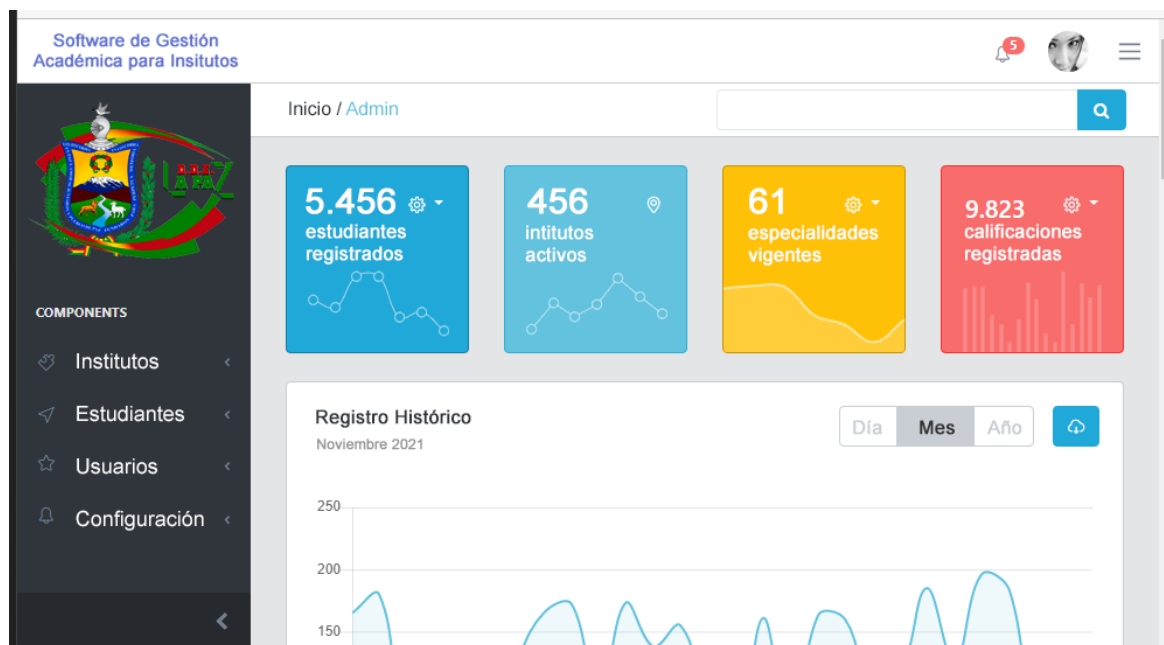 Software de Gestión
Académica para Insitutos
5
Inicio / Admin
D.D.E.
LA PAZ
5.456
estudiantes
registrados
456
intitutos
activos
61
especialidades
vigentes
9.823
calificaciones
registradas
COMPONENTS
Institutos
Estudiantes
Usuarios
Configuración
Registro Histórico
Noviembre 2021
Día Mes Año
250
200
150